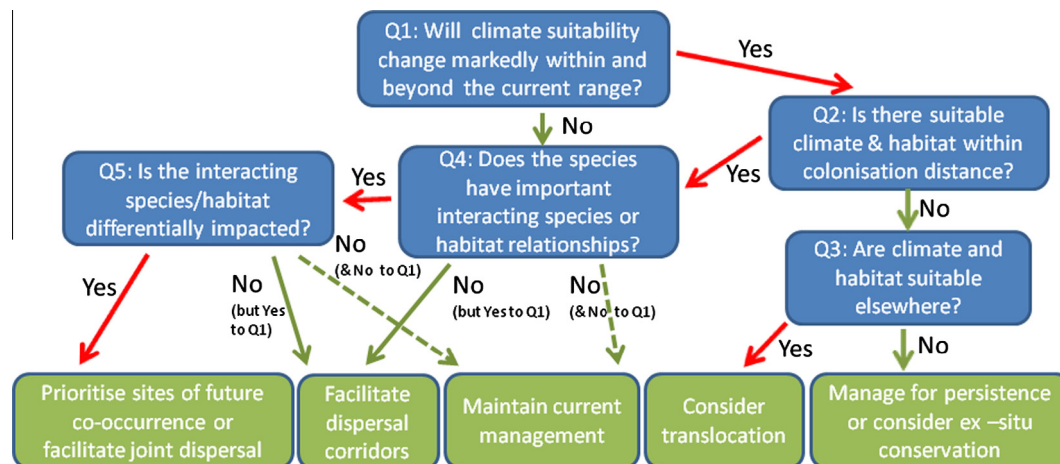 Q1: Will climate suitability
change markedly within and
beyond the current range?
Yes
Q2: Is there suitable
climate & habitat within
colonisation distance?
No
Q4: Does the species
have important
interacting species or
habitat relationships?
Yes
Yes
Q5: Is the interacting
species/habitat
differentially impacted?
No
Q3: Are climate and
habitat suitable
elsewhere?
Yes
No
(but Yes
to Q1)
No
(& No to Q1)
No
(but Yes to Q1)
No
(& No to Q1)
Yes
No
Prioritise sites of future
co-occurrence or
facilitate joint dispersal
Facilitate
dispersal
corridors
Maintain current
management
Consider
translocation
Manage for persistence
or consider ex –situ
conservation